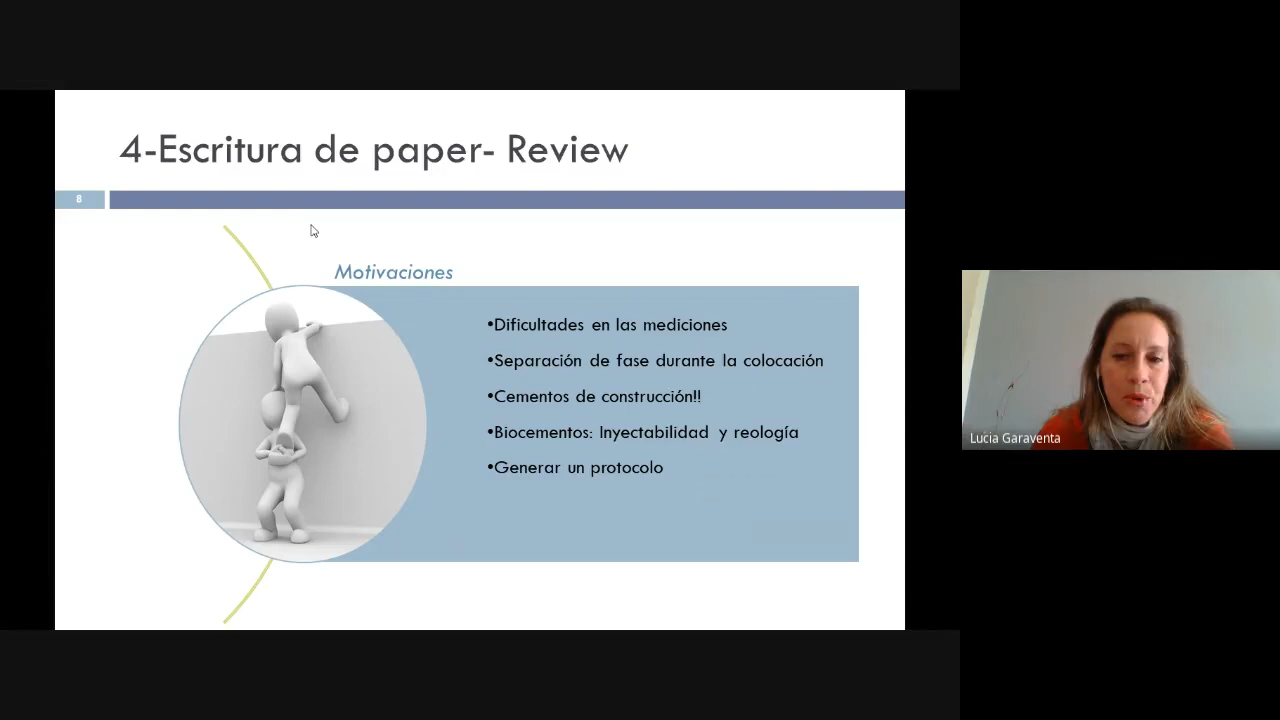 4-Escritura de paper- Review
8
Motivaciones
•Dificultades en las mediciones
•Separación de fase durante la colocación
•Cementos de construcción!!
•Biocementos: Inyectabilidad y reología
•Generar un protocolo
Lucia Garaventa